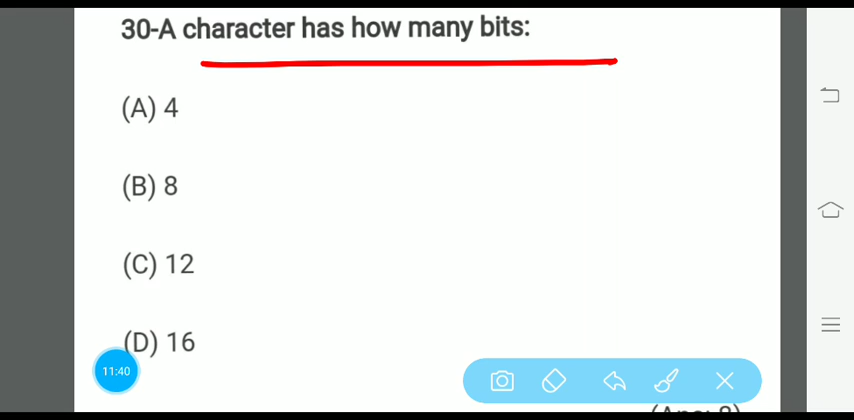 30-A character has how many bits:
(A) 4
(B) 8
(C) 12
(D) 16
11:40